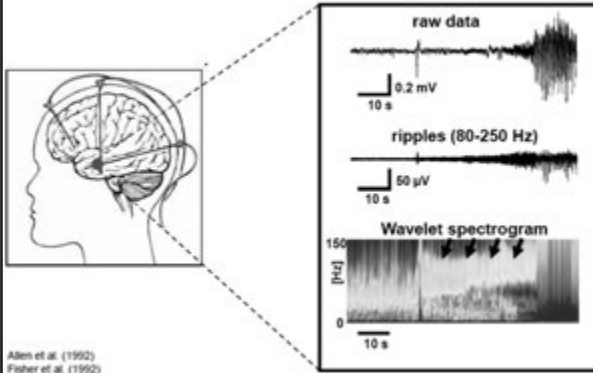 raw data
0.2 mV
10 s
ripples (80-250 Hz)
50 µV
10 s
Wavelet spectrogram
150
[Hz]
0
10 s
Allen et al. (1992)
Fisher et al. (1992)